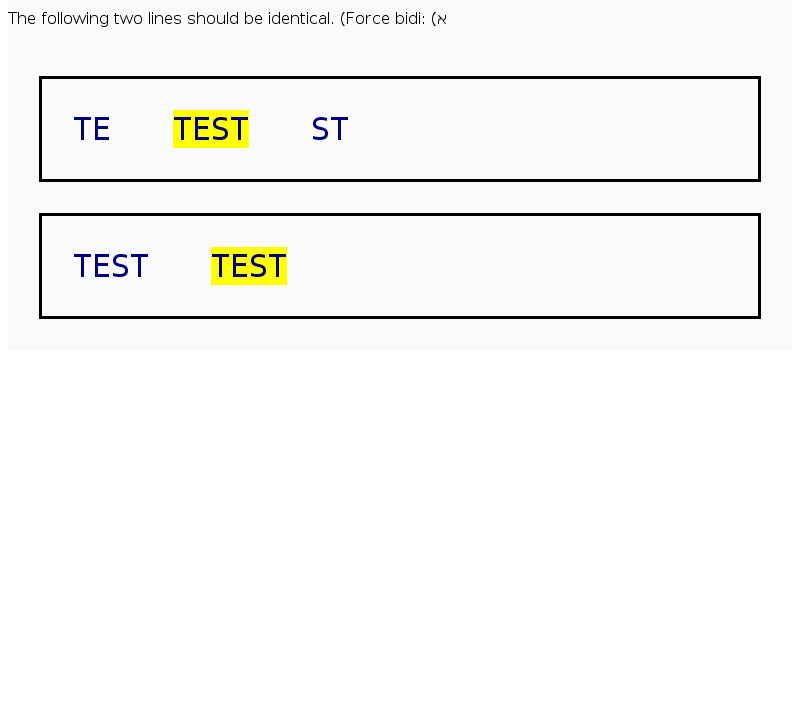 The following two lines should be identical. (Force bidi: (א
TE TEST ST
TEST TEST